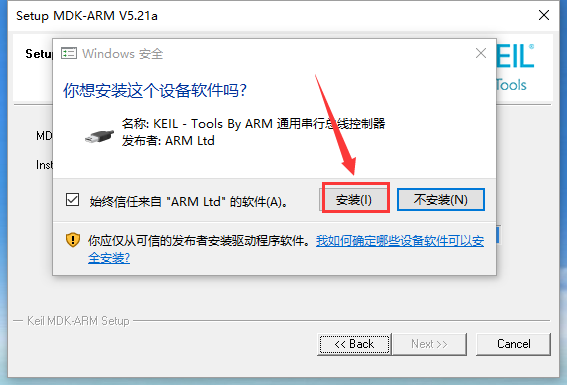 Setup MDK-ARM V5.21a
Setup
Windows 安全
EIL®
Tools
你想安装这个设备软件吗?
名称: KEIL - Tools By ARM 通用串行总线控制器
发布者: ARM Ltd
MD
Inst
始终信任来自 "ARM Ltd" 的软件(A)。
安装(I)
不安装(N)
你应仅从可信的发布者安装驱动程序软件。我如何确定哪些设备软件可以安
全安装?
Keil MDK-ARM Setup
<< Back
Next >>
Cancel